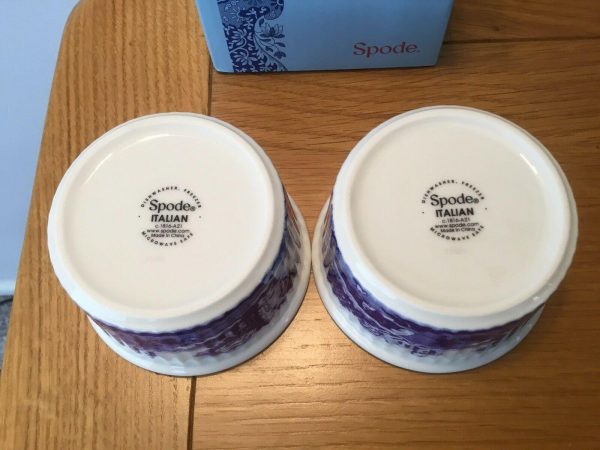 Spode.
DISHWASHER, FREEZER
Spode®
ITALIAN
c.1816-A21
www.spode.com
Made in China
MICROWAVE SAFE
DISHWASHER, FREEZER
Spode®
ITALIAN
c.1816-A21
www.spode.com
Made in China
MICROWAVE SAFE